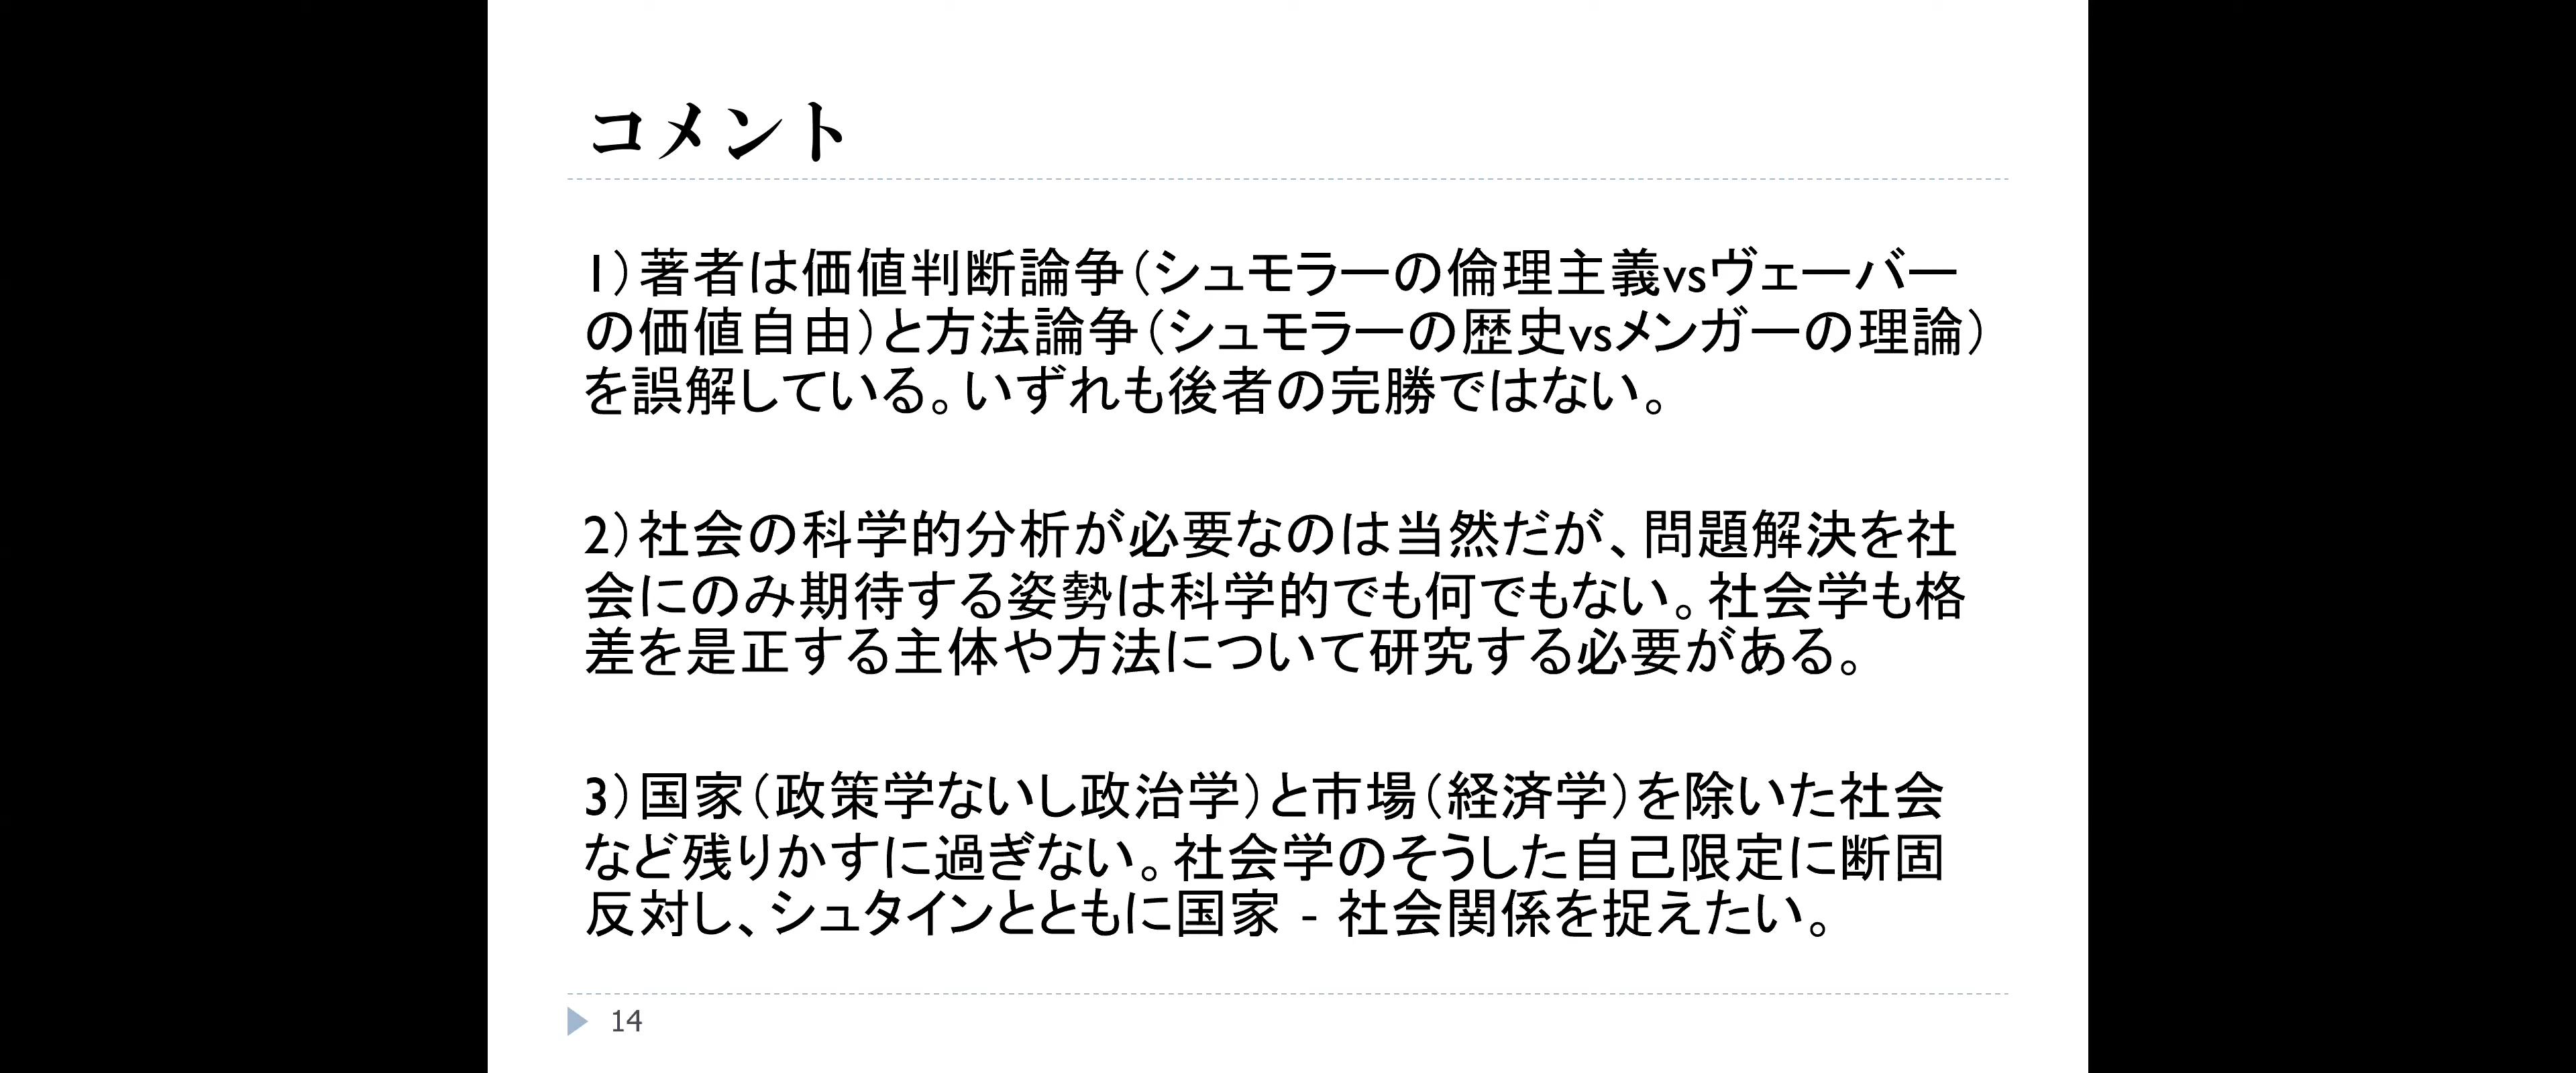 コメント
1）著者は価値判断論争（シュモラーの倫理主義vsヴェーバー
の価値自由）と方法論争（シュモラーの歴史vsメンガーの理論）
を誤解している。いずれも後者の完勝ではない。
2）社会の科学的分析が必要なのは当然だが、問題解決を社
会にのみ期待する姿勢は科学的でも何でもない。社会学も格
差を是正する主体や方法について研究する必要がある。
3）国家（政策学ないし政治学）と市場（経済学）を除いた社会
など残りかすに過ぎない。社会学のそうした自己限定に断固
反対し、シュタインとともに国家 - 社会関係を捉えたい。
14